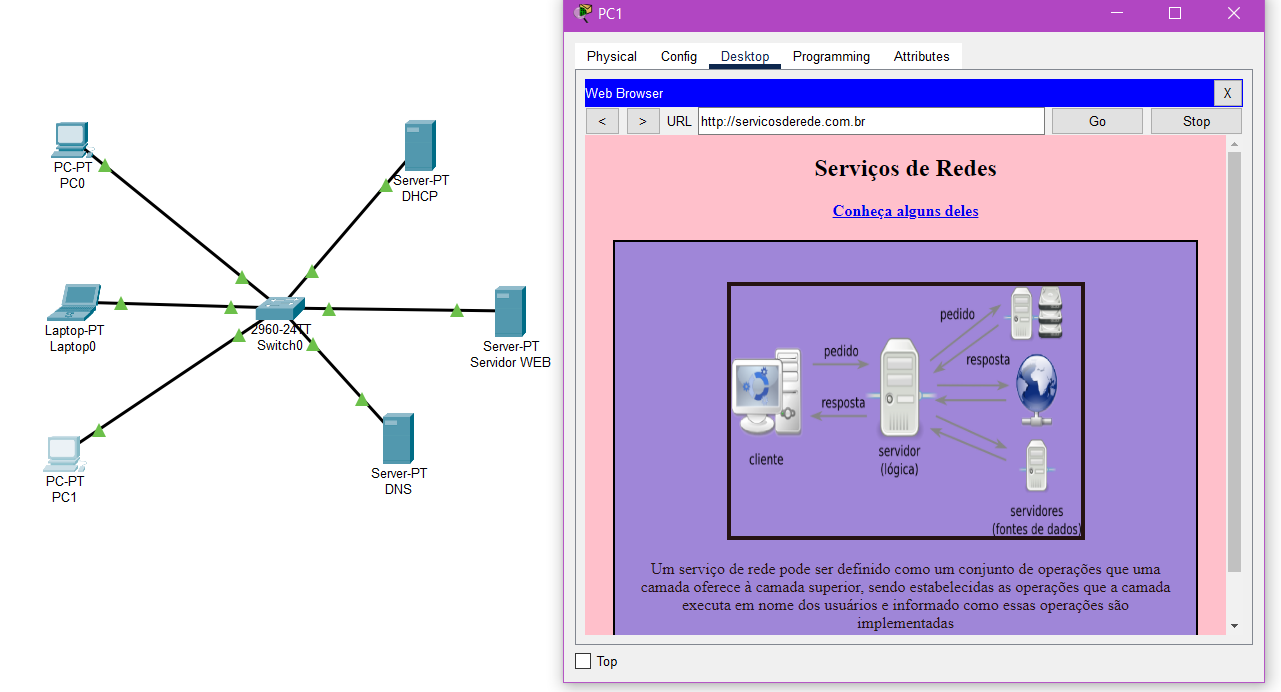 PC-PT
PC0
Server-PT
DHCP
Laptop-PT
Laptop0
2960-24TT
Switch0
Server-PT
Servidor WEB
PC-PT
PC1
Server-PT
DNS
PC1
Physical Config Desktop Programming Attributes
Web Browser X
< > URL http://servicosderede.com.br Go Stop
Serviços de Redes
Conheça alguns deles
pedido
pedido
resposta
resposta
cliente
servidor
(lógica)
servidores
(fontes de dados)
Um serviço de rede pode ser definido como um conjunto de operações que uma
camada oferece à camada superior, sendo estabelecidas as operações que a camada
executa em nome dos usuários e informado como essas operações são
implementadas
Top